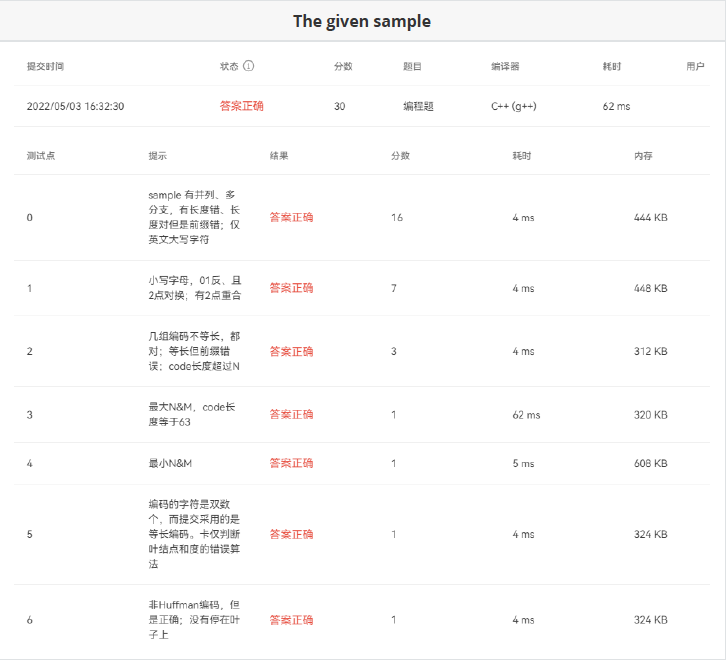 The given sample
提交时间 状态 分数 题目 编译器 耗时 用户
2022/05/03 16:32:30 答案正确 30 编程题 C++ (g++) 62 ms
测试点 提示 结果 分数 耗时 内存
sample 有并列、多
分支，有长度错、长
0 度对但是前缀错；仅 答案正确 16 4 ms 444 KB
英文大写字符
小写字母，01反、且
1 2点对换；有2点重合 答案正确 7 4 ms 448 KB
几组编码不等长，都
2 对；等长但前缀错 答案正确 3 4 ms 312 KB
误；code长度超过N
最大N&M，code长
3 度等于63 答案正确 1 62 ms 320 KB
4 最小N&M 答案正确 1 5 ms 608 KB
编码的字符是双数
个，而提交采用的是
5 等长编码。卡仅判断 答案正确 1 4 ms 324 KB
叶结点和度的错误算
法
非Huffman编码，但
6 是正确；没有停在叶 答案正确 1 4 ms 324 KB
子上